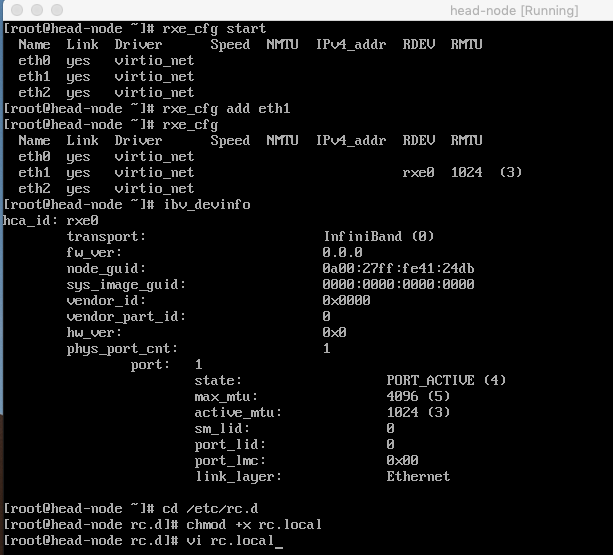 head-node [Running]
[root@head-node ~]# rxe_cfg start
Name Link Driver Speed NMTU IPv4_addr RDEV RMTU
eth0 yes virtio_net
eth1 yes virtio_net
eth2 yes virtio_net
[root@head-node ~]# rxe_cfg add eth1
[root@head-node ~]# rxe_cfg
Name Link Driver Speed NMTU IPv4_addr RDEV RMTU
eth0 yes virtio_net
eth1 yes virtio_net rxe0 1024 (3)
eth2 yes virtio_net
[root@head-node ~]# ibv_devinfo
hca_id: rxe0
transport: InfiniBand (0)
fw_ver: 0.0.0
node_guid: 0a00:27ff:fe41:24db
sys_image_guid: 0000:0000:0000:0000
vendor_id: 0x0000
vendor_part_id: 0
hw_ver: 0x0
phys_port_cnt: 1
port: 1
state: PORT_ACTIVE (4)
max_mtu: 4096 (5)
active_mtu: 1024 (3)
sm_lid: 0
port_lid: 0
port_lmc: 0x00
link_layer: Ethernet
[root@head-node ~]# cd /etc/rc.d
[root@head-node rc.d]# chmod +x rc.local
[root@head-node rc.d]# vi rc.local_